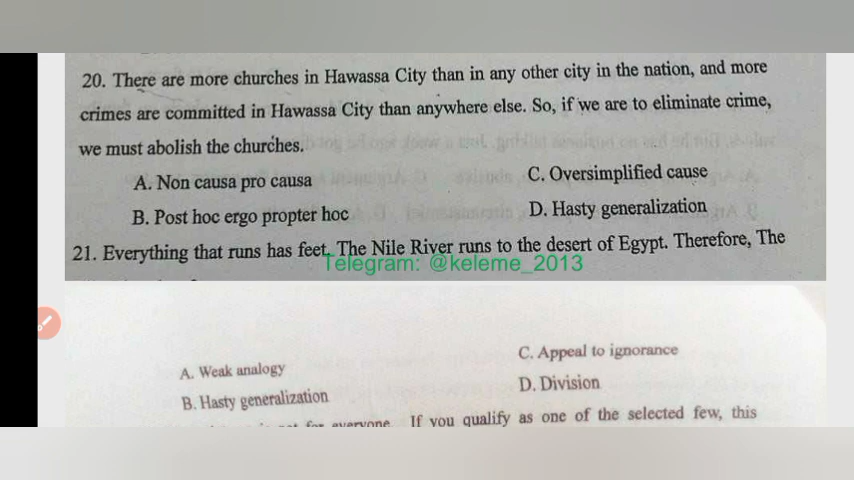 20. There are more churches in Hawassa City than in any other city in the nation, and more
crimes are committed in Hawassa City than anywhere else. So, if we are to eliminate crime,
we must abolish the churches.
A. Non causa pro causa
C. Oversimplified cause
B. Post hoc ergo propter hoc
D. Hasty generalization
21. Everything that runs has feet. The Nile River runs to the desert of Egypt. Therefore, The
Telegram: @keleme_2013
A. Weak analogy
C. Appeal to ignorance
B. Hasty generalization
D. Division
for everyone. If you qualify as one of the selected few, this